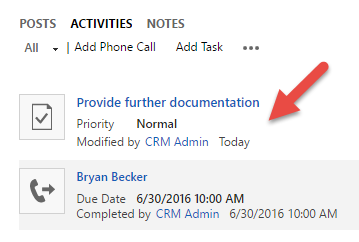 POSTS ACTIVITIES NOTES
All Add Phone Call Add Task •••
Provide further documentation
Priority Normal
Modified by CRM Admin Today
Bryan Becker
Due Date 6/30/2016 10:00 AM
Completed by CRM Admin 6/30/2016 10:00 AM